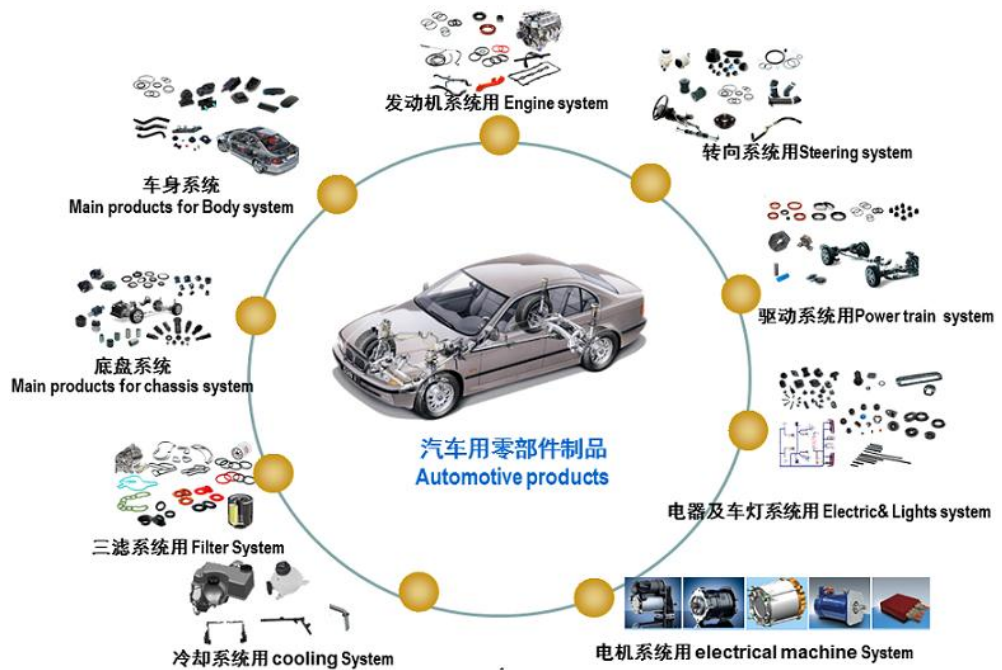 发动机系统用 Engine system
转向系统用Steering system
车身系统
Main products for Body system
驱动系统用Power train system
底盘系统
Main products for chassis system
汽车用零部件制品
Automotive products
电器及车灯系统用 Electric& Lights system
三滤系统用 Filter System
冷却系统用 cooling System
电机系统用 electrical machine System